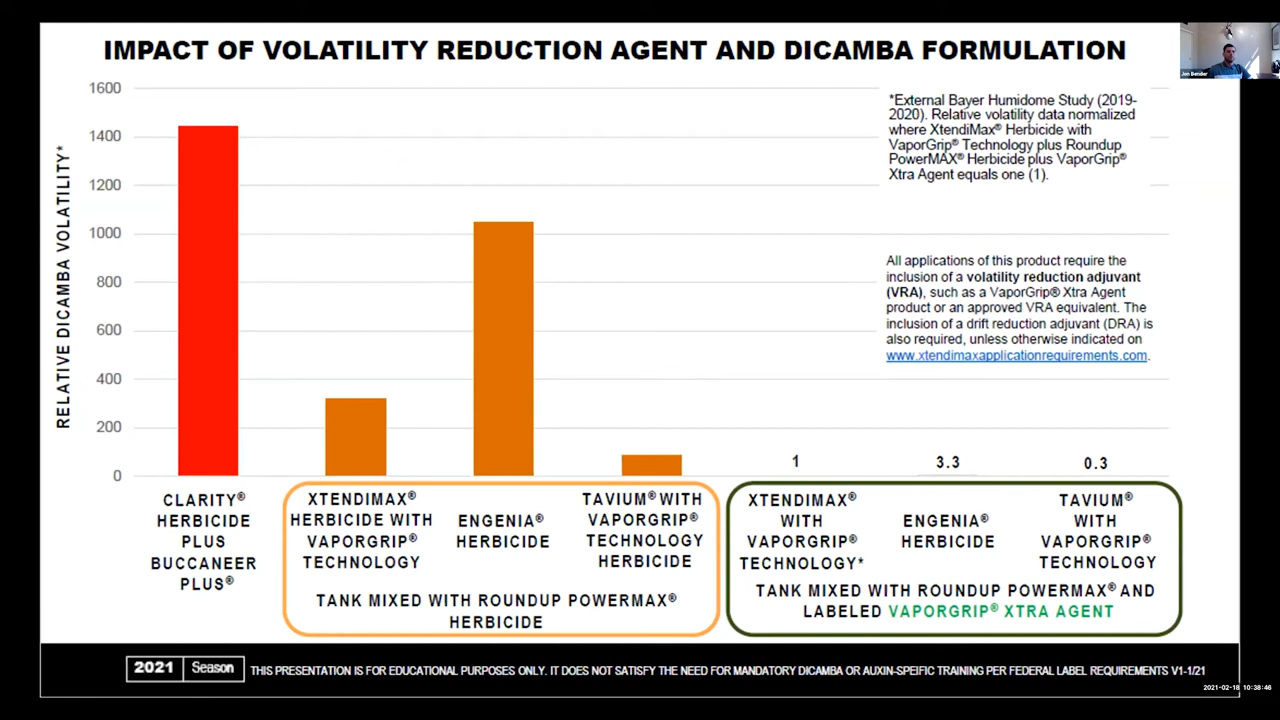 IMPACT OF VOLATILITY REDUCTION AGENT AND DICAMBA FORMULATION
Jon Bender
RELATIVE DICAMBA VOLATILITY*
1600
1400
1200
1000
800
600
400
200
0
*External Bayer Humidome Study (2019-
2020). Relative volatility data normalized
where XtendiMax® Herbicide with
VaporGrip® Technology plus Roundup
PowerMAX® Herbicide plus VaporGrip®
Xtra Agent equals one (1).
All applications of this product require the
inclusion of a volatility reduction adjuvant
(VRA), such as a VaporGrip® Xtra Agent
product or an approved VRA equivalent. The
inclusion of a drift reduction adjuvant (DRA) is
also required, unless otherwise indicated on
www.xtendimaxapplicationrequirements.com.
1
3.3
0.3
CLARITY®
HERBICIDE
PLUS
BUCCANEER
PLUS®
XTENDIMAX®
HERBICIDE WITH
VAPORGRIP®
TECHNOLOGY
ENGENIA®
HERBICIDE
TAVIUM® WITH
VAPORGRIP®
TECHNOLOGY
HERBICIDE
TANK MIXED WITH ROUNDUP POWERMAX®
HERBICIDE
XTENDIMAX®
WITH
VAPORGRIP®
TECHNOLOGY*
ENGENIA®
HERBICIDE
TAVIUM®
WITH
VAPORGRIP®
TECHNOLOGY
TANK MIXED WITH ROUNDUP POWERMAX® AND
LABELED VAPORGRIP® XTRA AGENT
2021 Season
THIS PRESENTATION IS FOR EDUCATIONAL PURPOSES ONLY. IT DOES NOT SATISFY THE NEED FOR MANDATORY DICAMBA OR AUXIN-SPEIFIC TRAINING PER FEDERAL LABEL REQUIREMENTS V1-1/21
2021-02-18 10:38:46